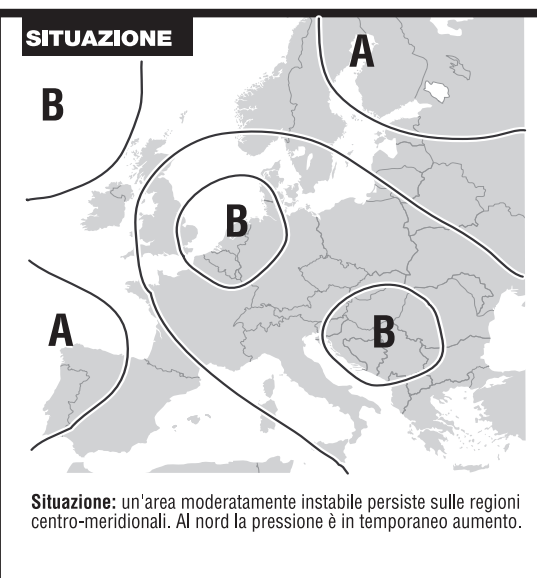 SITUAZIONE
A
B
B
A
B
Situazione: un'area moderatamente instabile persiste sulle regioni
centro-meridionali. Al nord la pressione è in temporaneo aumento.